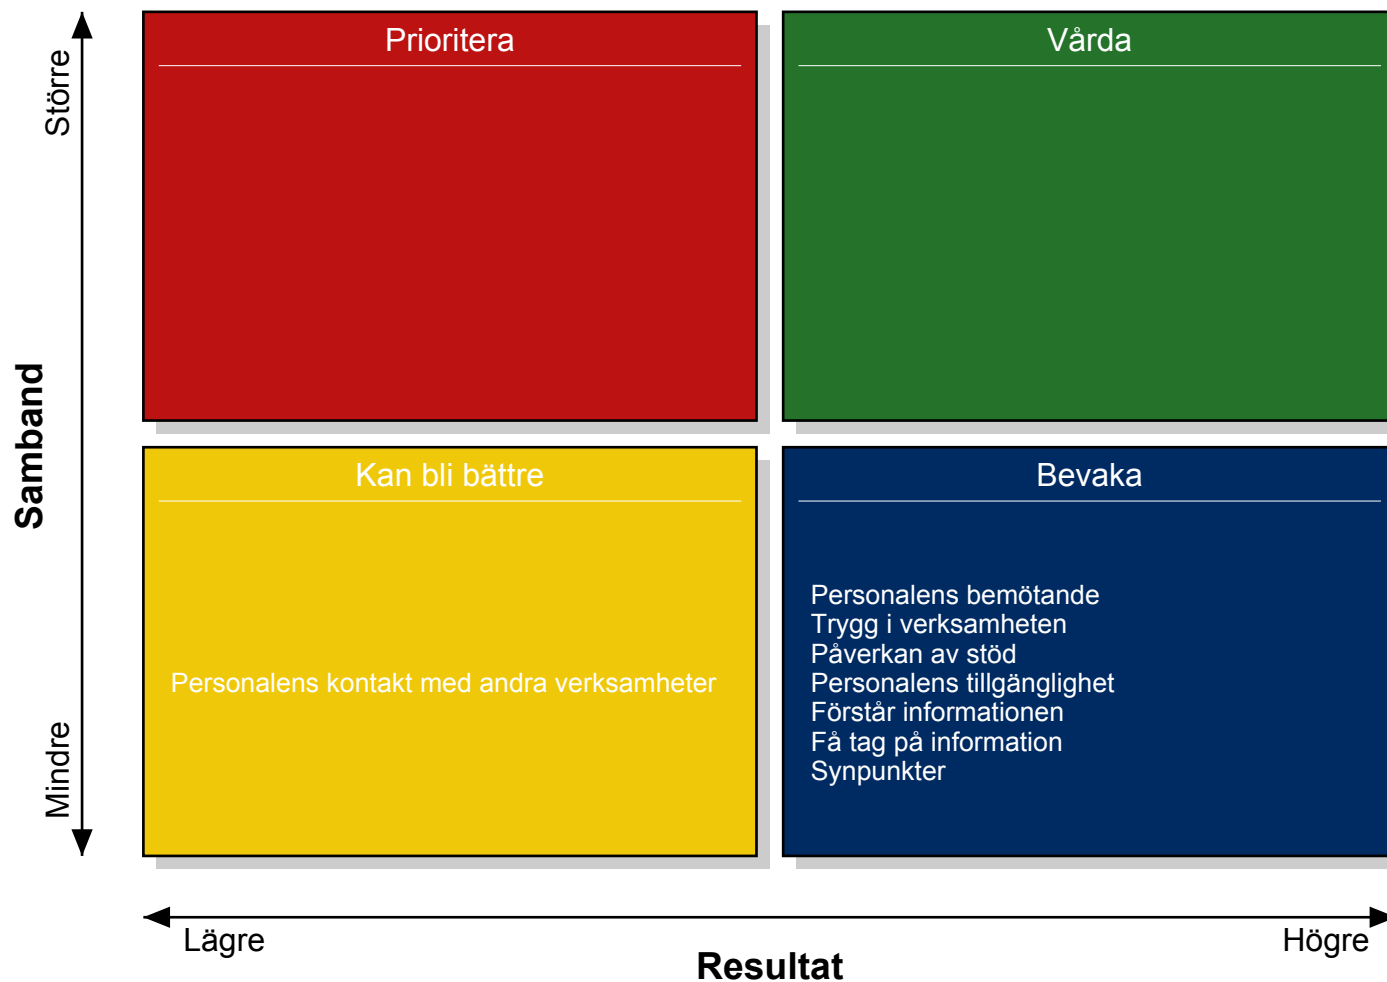 Prioritera
Vårda
Större
Samband
Mindre
Kan bli bättre
Personalens kontakt med andra verksamheter
Bevaka
Personalens bemötande
Trygg i verksamheten
Påverkan av stöd
Personalens tillgänglighet
Förstår informationen
Få tag på information
Synpunkter
Lägre
Högre
Resultat